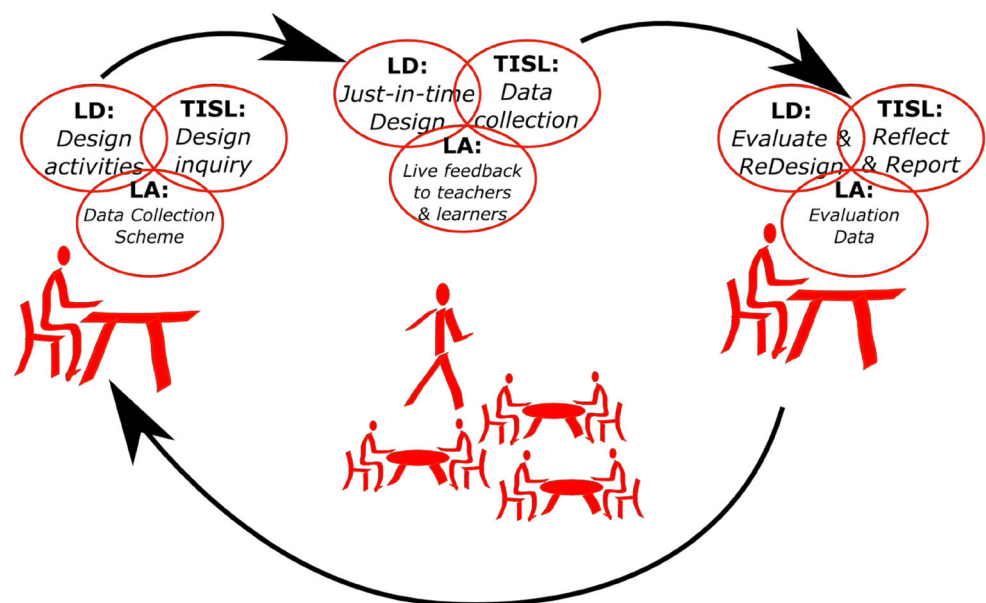 LD:
Design
activities
TISL:
Design
inquiry
LA:
Data Collection
Scheme
LD:
Just-in-time
Design
TISL:
Data
collection
LA:
Live feedback
to teachers
& learners
LD:
Evaluate &
ReDesign
TISL:
Reflect
& Report
LA:
Evaluation
Data